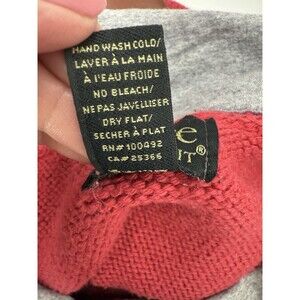 HAND WASH COLD/
LAVER À LA MAIN
À L'EAU FROIDE
NO BLEACH/
NE PAS JAVELLISER
DRY FLAT/
SECHER À PLAT
RN# 100492
CA# 25366
e
IT®